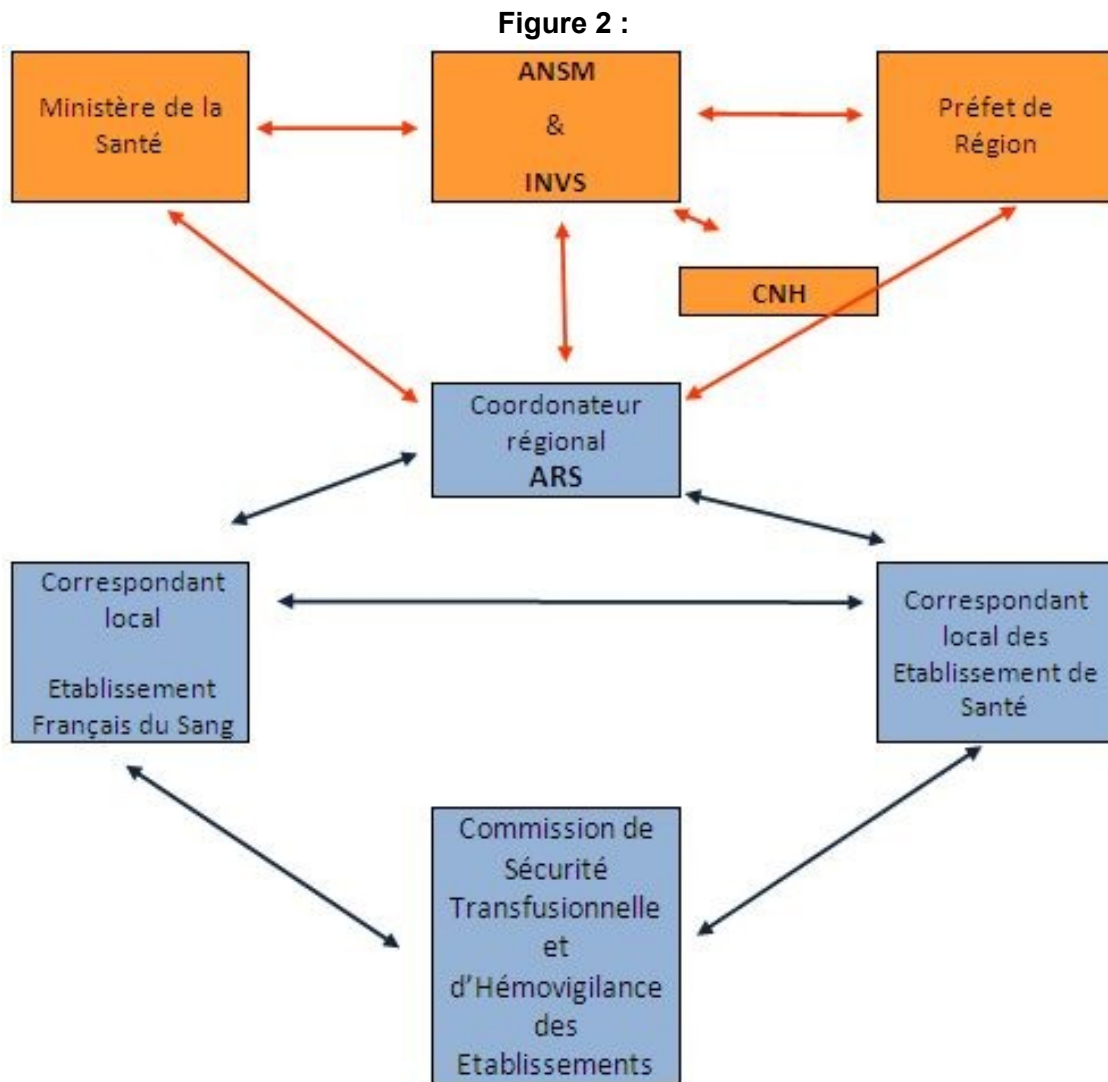 Figure 2 :
Ministère de la
Santé
ANSM
&
INVS
Préfet de
Région
CNH
Coordonateur
régional
ARS
Correspondant
local
Etablissement
Français du Sang
Correspondant
local des
Etablissement de
Santé
Commission de
Sécurité
Transfusionnelle
et
d’Hémovigilance
des
Etablissements